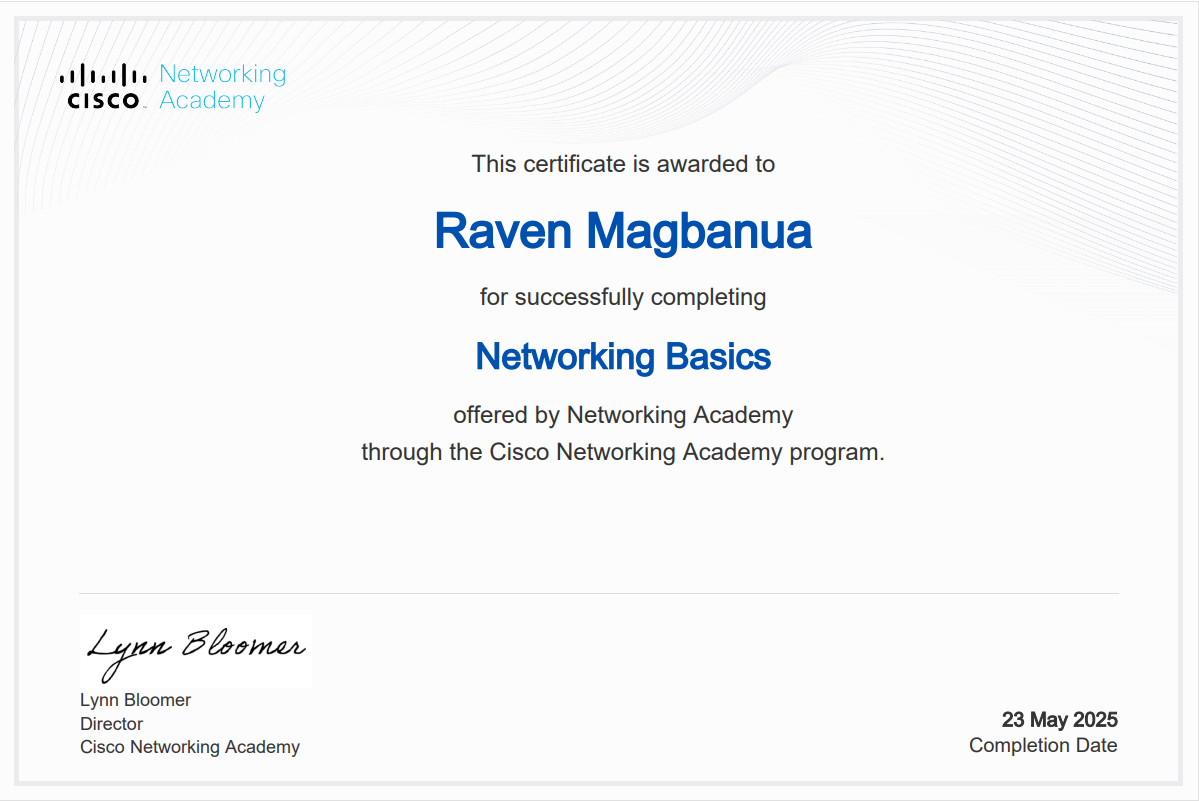 Networking
CISCO™ Academy
This certificate is awarded to
Raven Magbanua
for successfully completing
Networking Basics
offered by Networking Academy
through the Cisco Networking Academy program.
Lynn Bloomer
Lynn Bloomer
Director
Cisco Networking Academy
23 May 2025
Completion Date